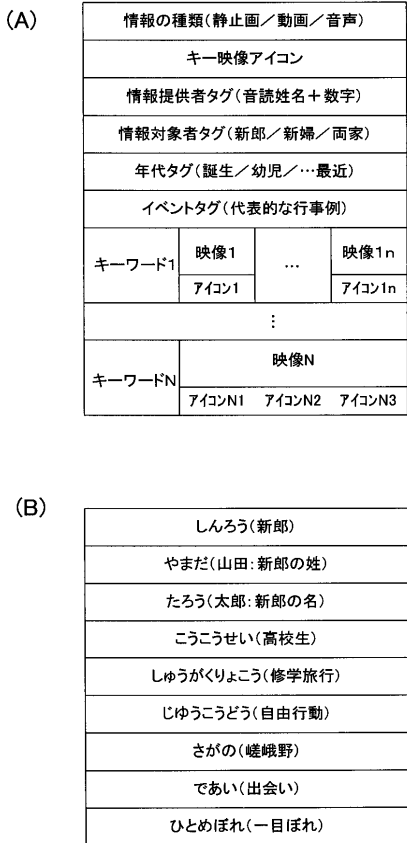 (A)
情報の種類(静止画/動画/音声)
キー映像アイコン
情報提供者タグ(音読姓名+数字)
情報対象者タグ(新郎/新婦/両家)
年代タグ(誕生/幼児/…最近)
イベントタグ(代表的な行事例)
キーワード1 映像1 … 映像1n
アイコン1 アイコン1n
⋮
キーワードN 映像N
アイコンN1 アイコンN2 アイコンN3
(B)
しんろう(新郎)
やまだ(山田:新郎の姓)
たろう(太郎:新郎の名)
こうこうせい(高校生)
しゅうがくりょこう(修学旅行)
じゆうこうどう(自由行動)
さがの(嵯峨野)
であい(出会い)
ひとめぼれ(一目ぼれ)